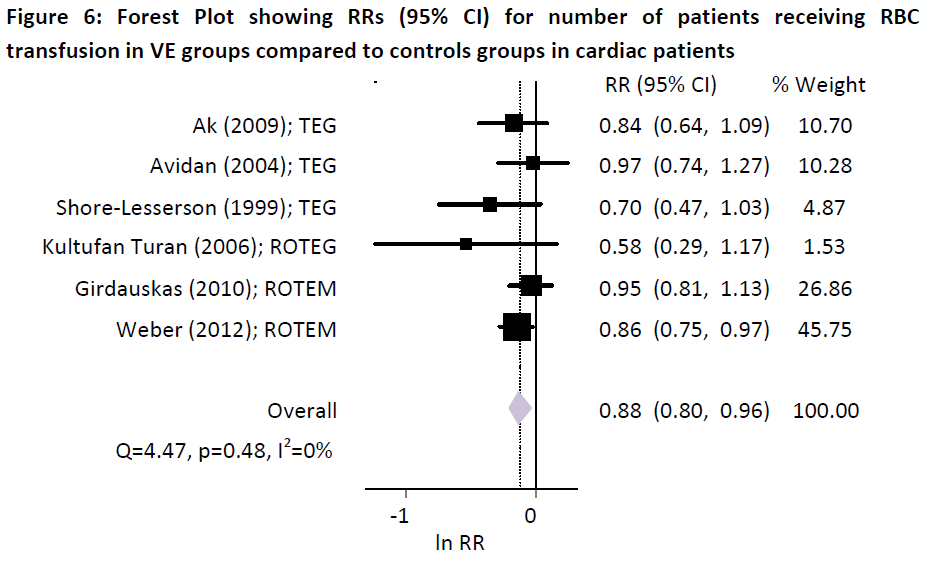 Figure 6: Forest Plot showing RRs (95% CI) for number of patients receiving RBC
transfusion in VE groups compared to controls groups in cardiac patients
RR (95% CI) % Weight
Ak (2009); TEG 0.84 (0.64, 1.09) 10.70
Avidan (2004); TEG 0.97 (0.74, 1.27) 10.28
Shore-Lesserson (1999); TEG 0.70 (0.47, 1.03) 4.87
Kultufan Turan (2006); ROTEG 0.58 (0.29, 1.17) 1.53
Girdauskas (2010); ROTEM 0.95 (0.81, 1.13) 26.86
Weber (2012); ROTEM 0.86 (0.75, 0.97) 45.75
Overall 0.88 (0.80, 0.96) 100.00
Q=4.47, p=0.48, I²=0%
-1 0
ln RR